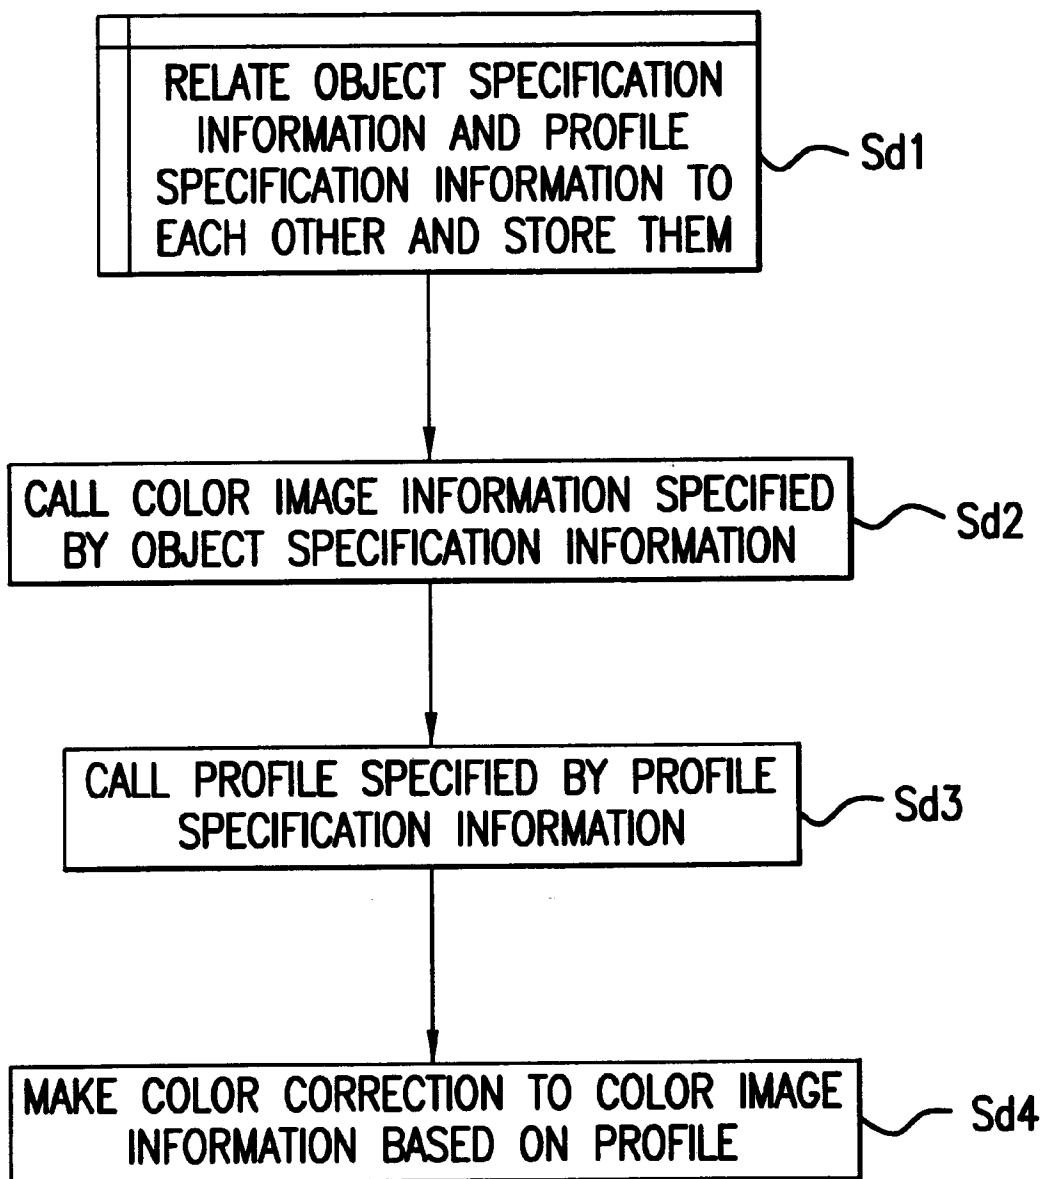 RELATE OBJECT SPECIFICATION
INFORMATION AND PROFILE
SPECIFICATION INFORMATION TO
EACH OTHER AND STORE THEM
Sd1
CALL COLOR IMAGE INFORMATION SPECIFIED
BY OBJECT SPECIFICATION INFORMATION
Sd2
CALL PROFILE SPECIFIED BY PROFILE
SPECIFICATION INFORMATION
Sd3
MAKE COLOR CORRECTION TO COLOR IMAGE
INFORMATION BASED ON PROFILE
Sd4